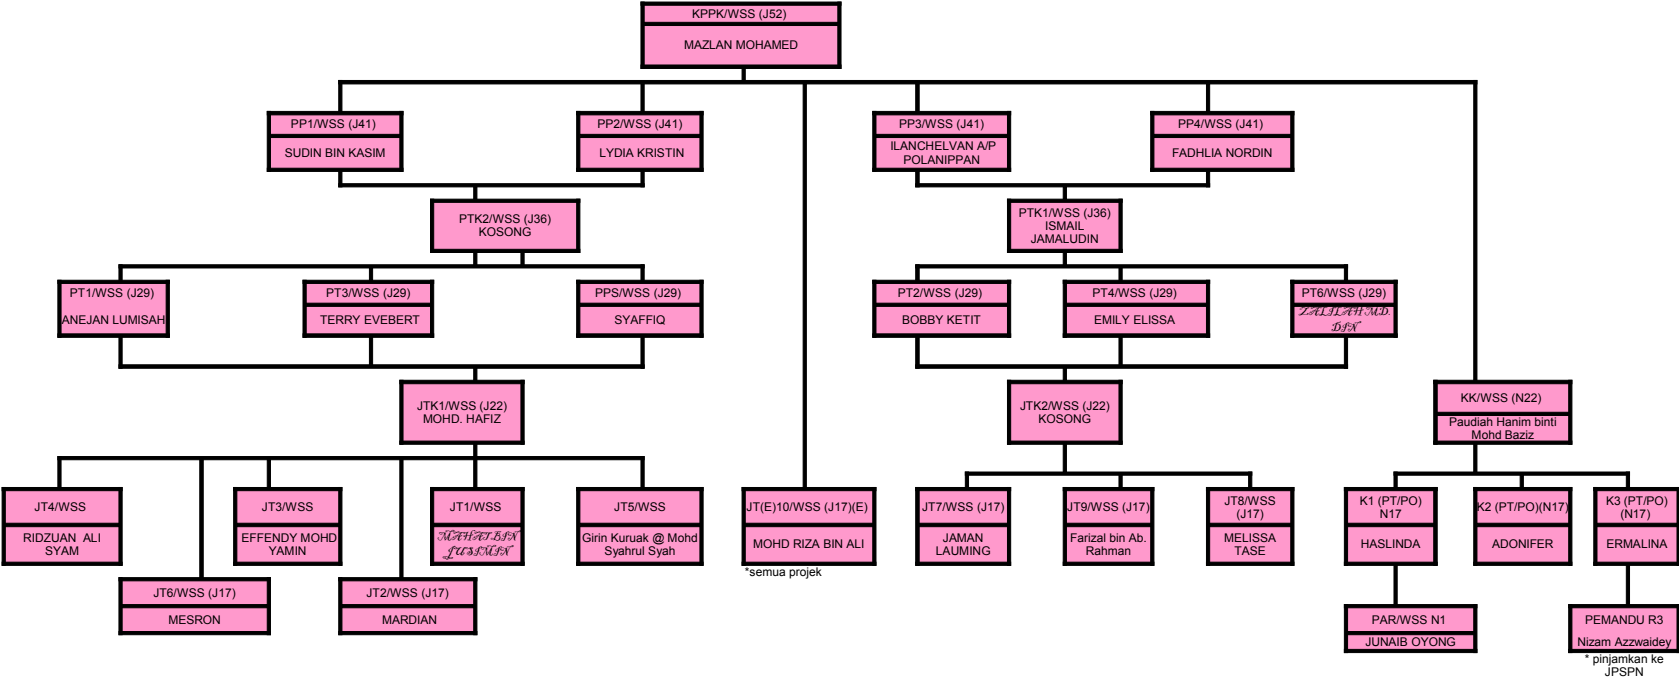 KPPK/WSS (J52)
MAZLAN MOHAMED
PP1/WSS (J41)
SUDIN BIN KASIM
PP2/WSS (J41)
LYDIA KRISTIN
PP3/WSS (J41)
ILANCHELVAN A/P
POLANIPPAN
PP4/WSS (J41)
FADHLIA NORDIN
PTK2/WSS (J36)
KOSONG
PTK1/WSS (J36)
ISMAIL
JAMALUDIN
PT1/WSS (J29)
ANEJAN LUMISAH
PT3/WSS (J29)
TERRY EVEBERT
PPS/WSS (J29)
SYAFFIQ
PT2/WSS (J29)
BOBBY KETIT
PT4/WSS (J29)
EMILY ELISSA
PT6/WSS (J29)
ZALILAH MD.
DIN
JTK1/WSS (J22)
MOHD. HAFIZ
JTK2/WSS (J22)
KOSONG
KK/WSS (N22)
Paudiah Hanim binti
Mohd Baziz
JT4/WSS
RIDZUAN ALI
SYAM
JT3/WSS
EFFENDY MOHD
YAMIN
JT1/WSS
MAHAT BIN
JUSIMIN
JT5/WSS
Girin Kuruak @ Mohd
Syahrul Syah
JT(E)10/WSS (J17)(E)
MOHD RIZA BIN ALI
*semua projek
JT7/WSS (J17)
JAMAN
LAUMING
JT9/WSS (J17)
Farizal bin Ab.
Rahman
JT8/WSS
(J17)
MELISSA
TASE
K1 (PT/PO)
N17
HASLINDA
K2 (PT/PO)(N17)
ADONIFER
K3 (PT/PO)
(N17)
ERMALINA
JT6/WSS (J17)
MESRON
JT2/WSS (J17)
MARDIAN
PAR/WSS N1
JUNAIB OYONG
PEMANDU R3
Nizam Azzwaidey
* pinjamkan ke
JPSPN